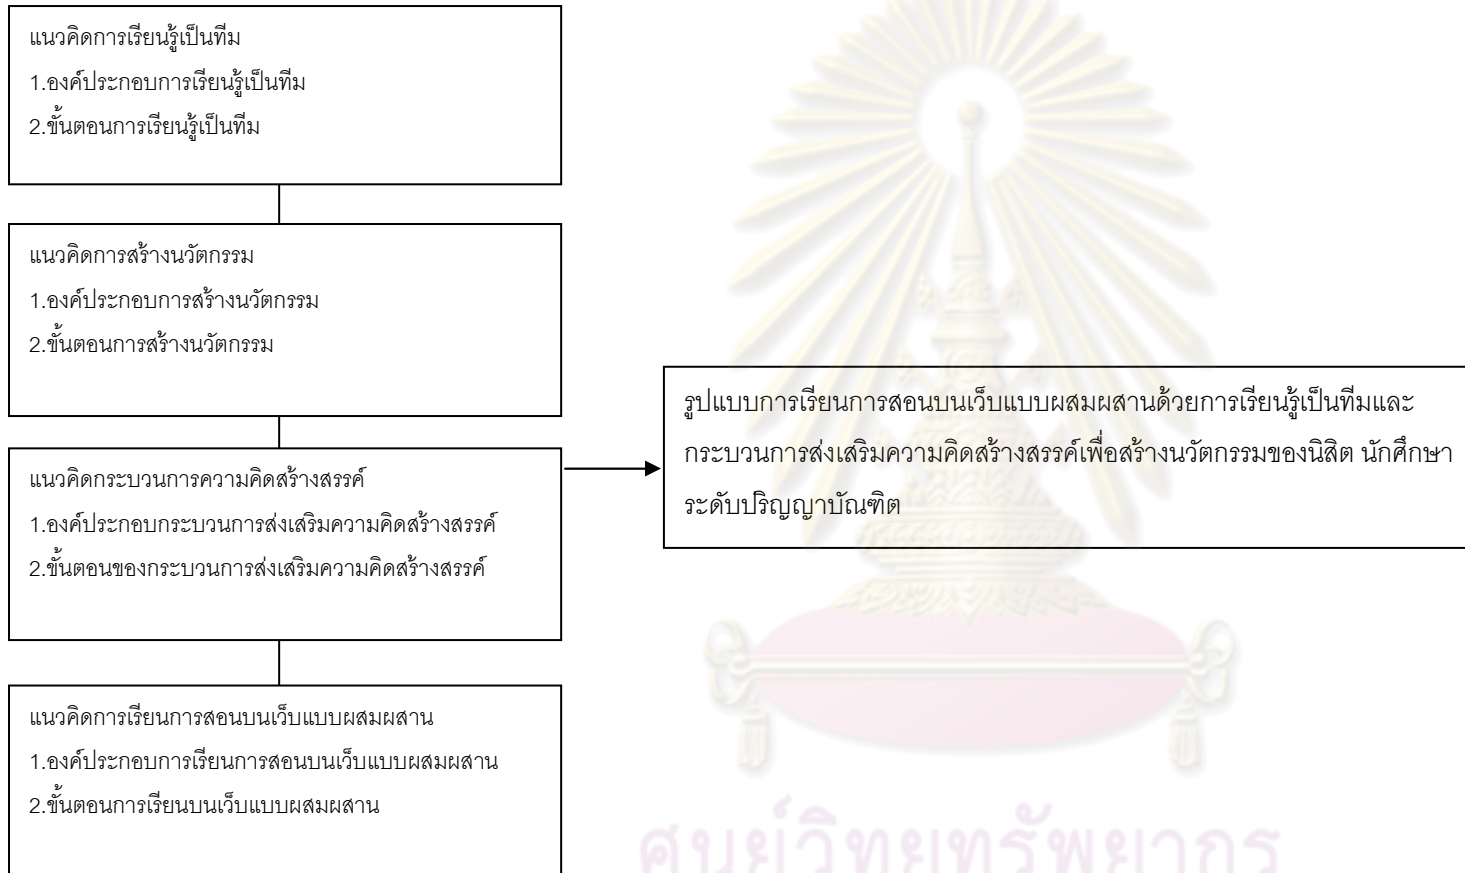 แนวคิดการเรียนรู้เป็นทีม
1.องค์ประกอบการเรียนรู้เป็นทีม
2.ขั้นตอนการเรียนรู้เป็นทีม
แนวคิดการสร้างนวัตกรรม
1.องค์ประกอบการสร้างนวัตกรรม
2.ขั้นตอนการสร้างนวัตกรรม
แนวคิดกระบวนการความคิดสร้างสรรค์
1.องค์ประกอบกระบวนการส่งเสริมความคิดสร้างสรรค์
2.ขั้นตอนของกระบวนการส่งเสริมความคิดสร้างสรรค์
แนวคิดการเรียนการสอนบนเว็บแบบผสมผสาน
1.องค์ประกอบการเรียนการสอนบนเว็บแบบผสมผสาน
2.ขั้นตอนการเรียนบนเว็บแบบผสมผสาน
รูปแบบการเรียนการสอนบนเว็บแบบผสมผสานด้วยการเรียนรู้เป็นทีมและ
กระบวนการส่งเสริมความคิดสร้างสรรค์เพื่อสร้างนวัตกรรมของนิสิต นักศึกษา
ระดับปริญญาบัณฑิต
ศูนย์วิทยทรัพยากร